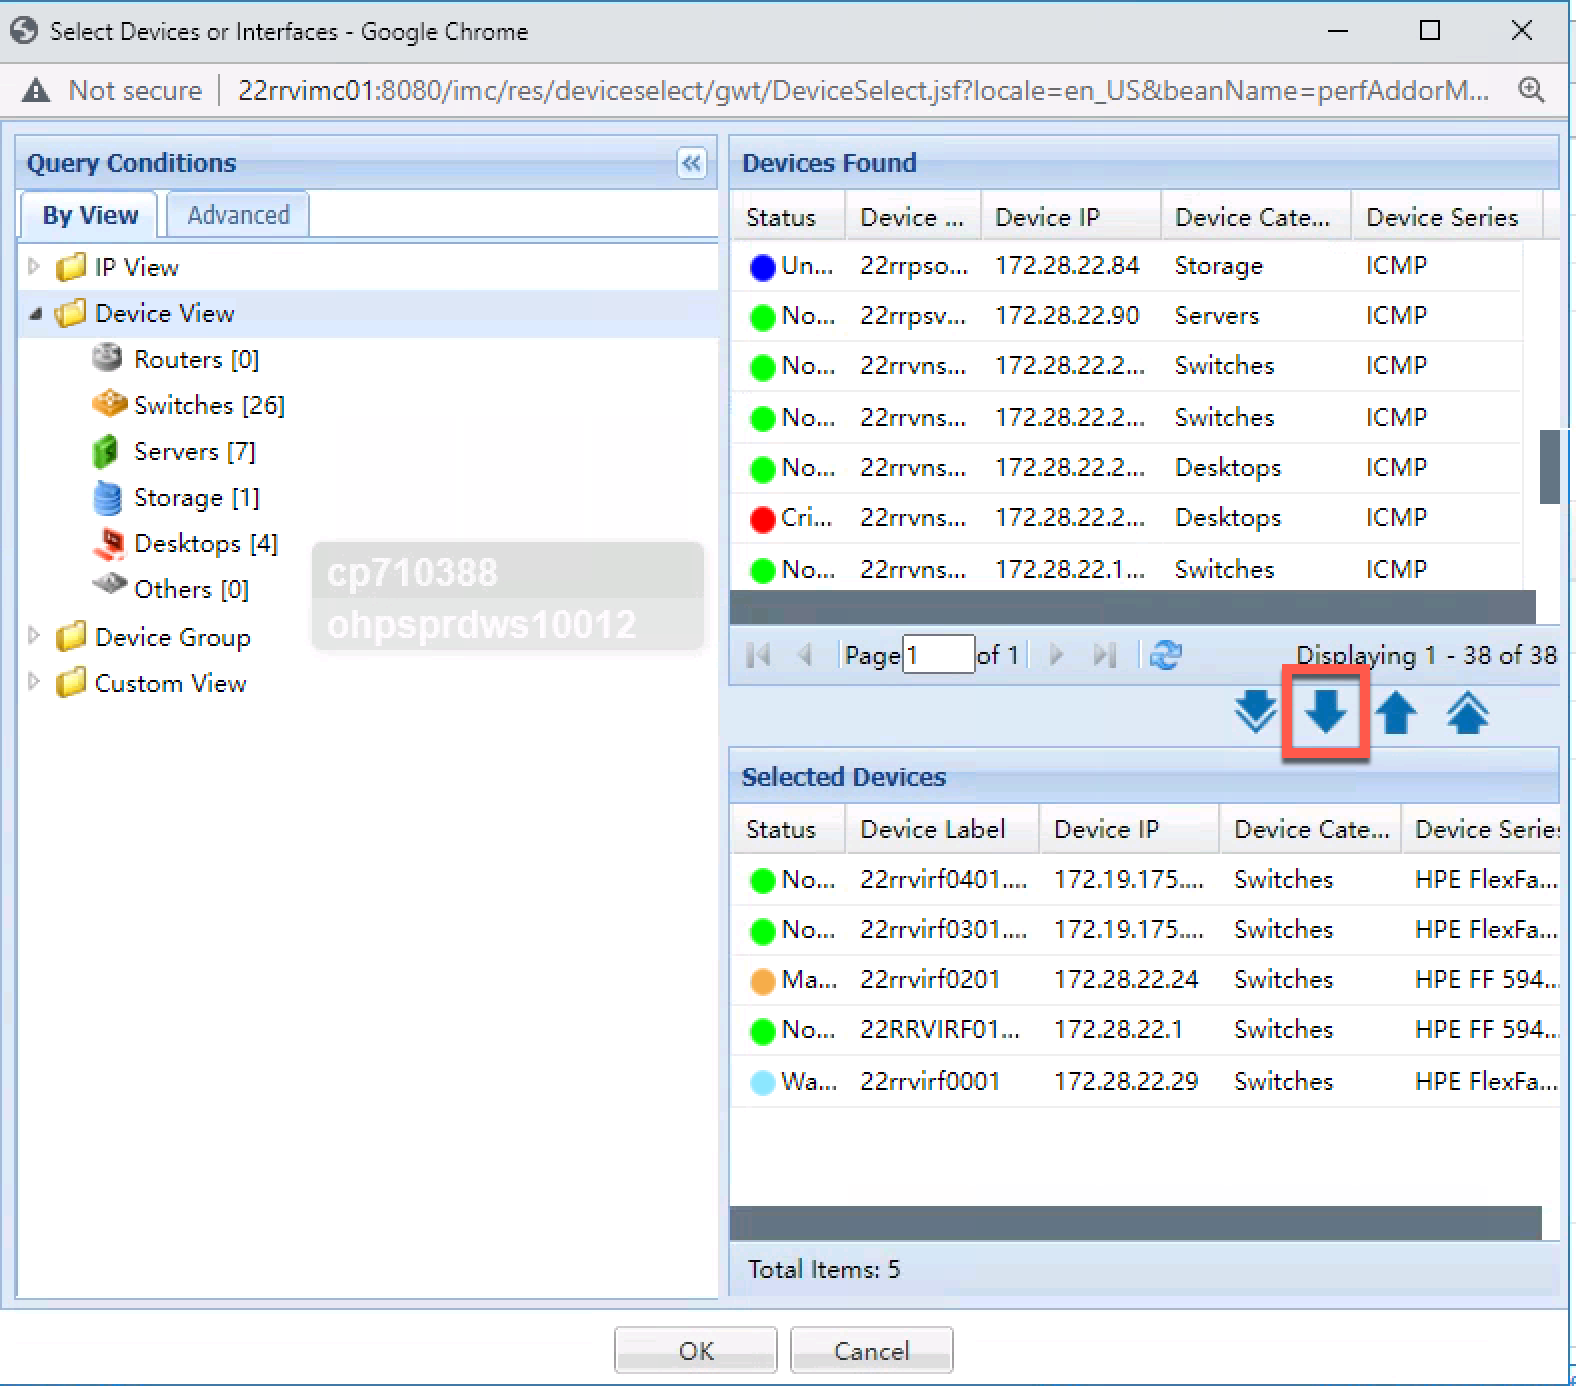 Select Devices or Interfaces - Google Chrome
Not secure
22rrvimc01:8080/imc/res/deviceselect/gwt/DeviceSelect.jsf?locale=en_US&beanName=perfAddorM...
Query Conditions
By View
Advanced
IP View
Device View
Routers [0]
Switches [26]
Servers [7]
Storage [1]
Desktops [4]
Others [0]
Device Group
Custom View
cp710388
ohpsprdws10012
Devices Found
Status Device ... Device IP Device Cate... Device Series
Un... 22rrpso... 172.28.22.84 Storage ICMP
No... 22rrpsv... 172.28.22.90 Servers ICMP
No... 22rrvns... 172.28.22.2... Switches ICMP
No... 22rrvns... 172.28.22.2... Switches ICMP
No... 22rrvns... 172.28.22.2... Desktops ICMP
Cri... 22rrvns... 172.28.22.2... Desktops ICMP
No... 22rrvns... 172.28.22.1... Switches ICMP
Page 1 of 1 Displaying 1 - 38 of 38
Selected Devices
Status Device Label Device IP Device Cate... Device Series
No... 22rrvirf0401.... 172.19.175.... Switches HPE FlexFa...
No... 22rrvirf0301.... 172.19.175.... Switches HPE FlexFa...
Ma... 22rrvirf0201 172.28.22.24 Switches HPE FF 594...
No... 22RRVIRF01... 172.28.22.1 Switches HPE FF 594...
Wa... 22rrvirf0001 172.28.22.29 Switches HPE FlexFa...
Total Items: 5
OK
Cancel